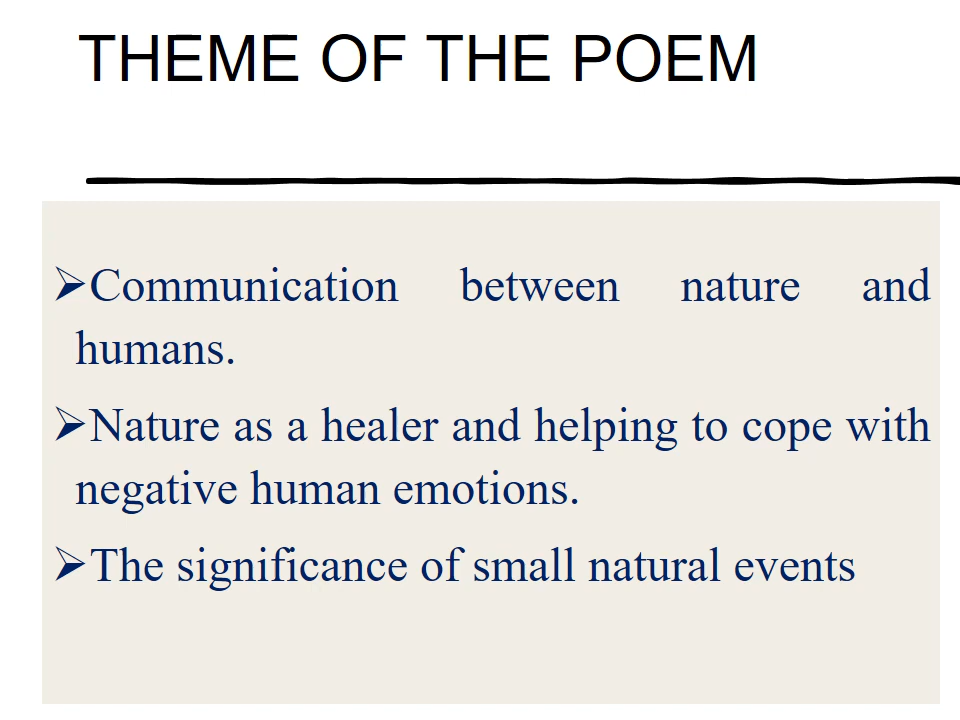 THEME OF THE POEM
➢Communication between nature and
humans.
➢Nature as a healer and helping to cope with
negative human emotions.
➢The significance of small natural events